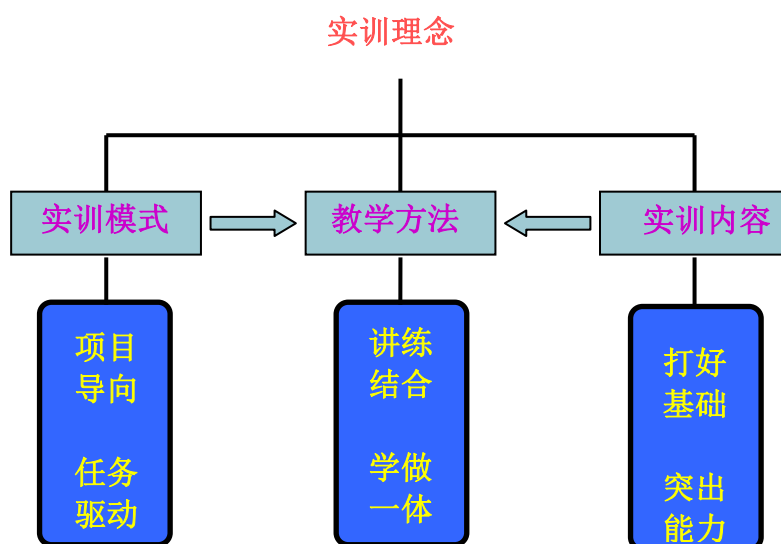 实训理念
实训模式
教学方法
实训内容
项目
导向
任务
驱动
讲练
结合
学做
一体
打好
基础
突出
能力